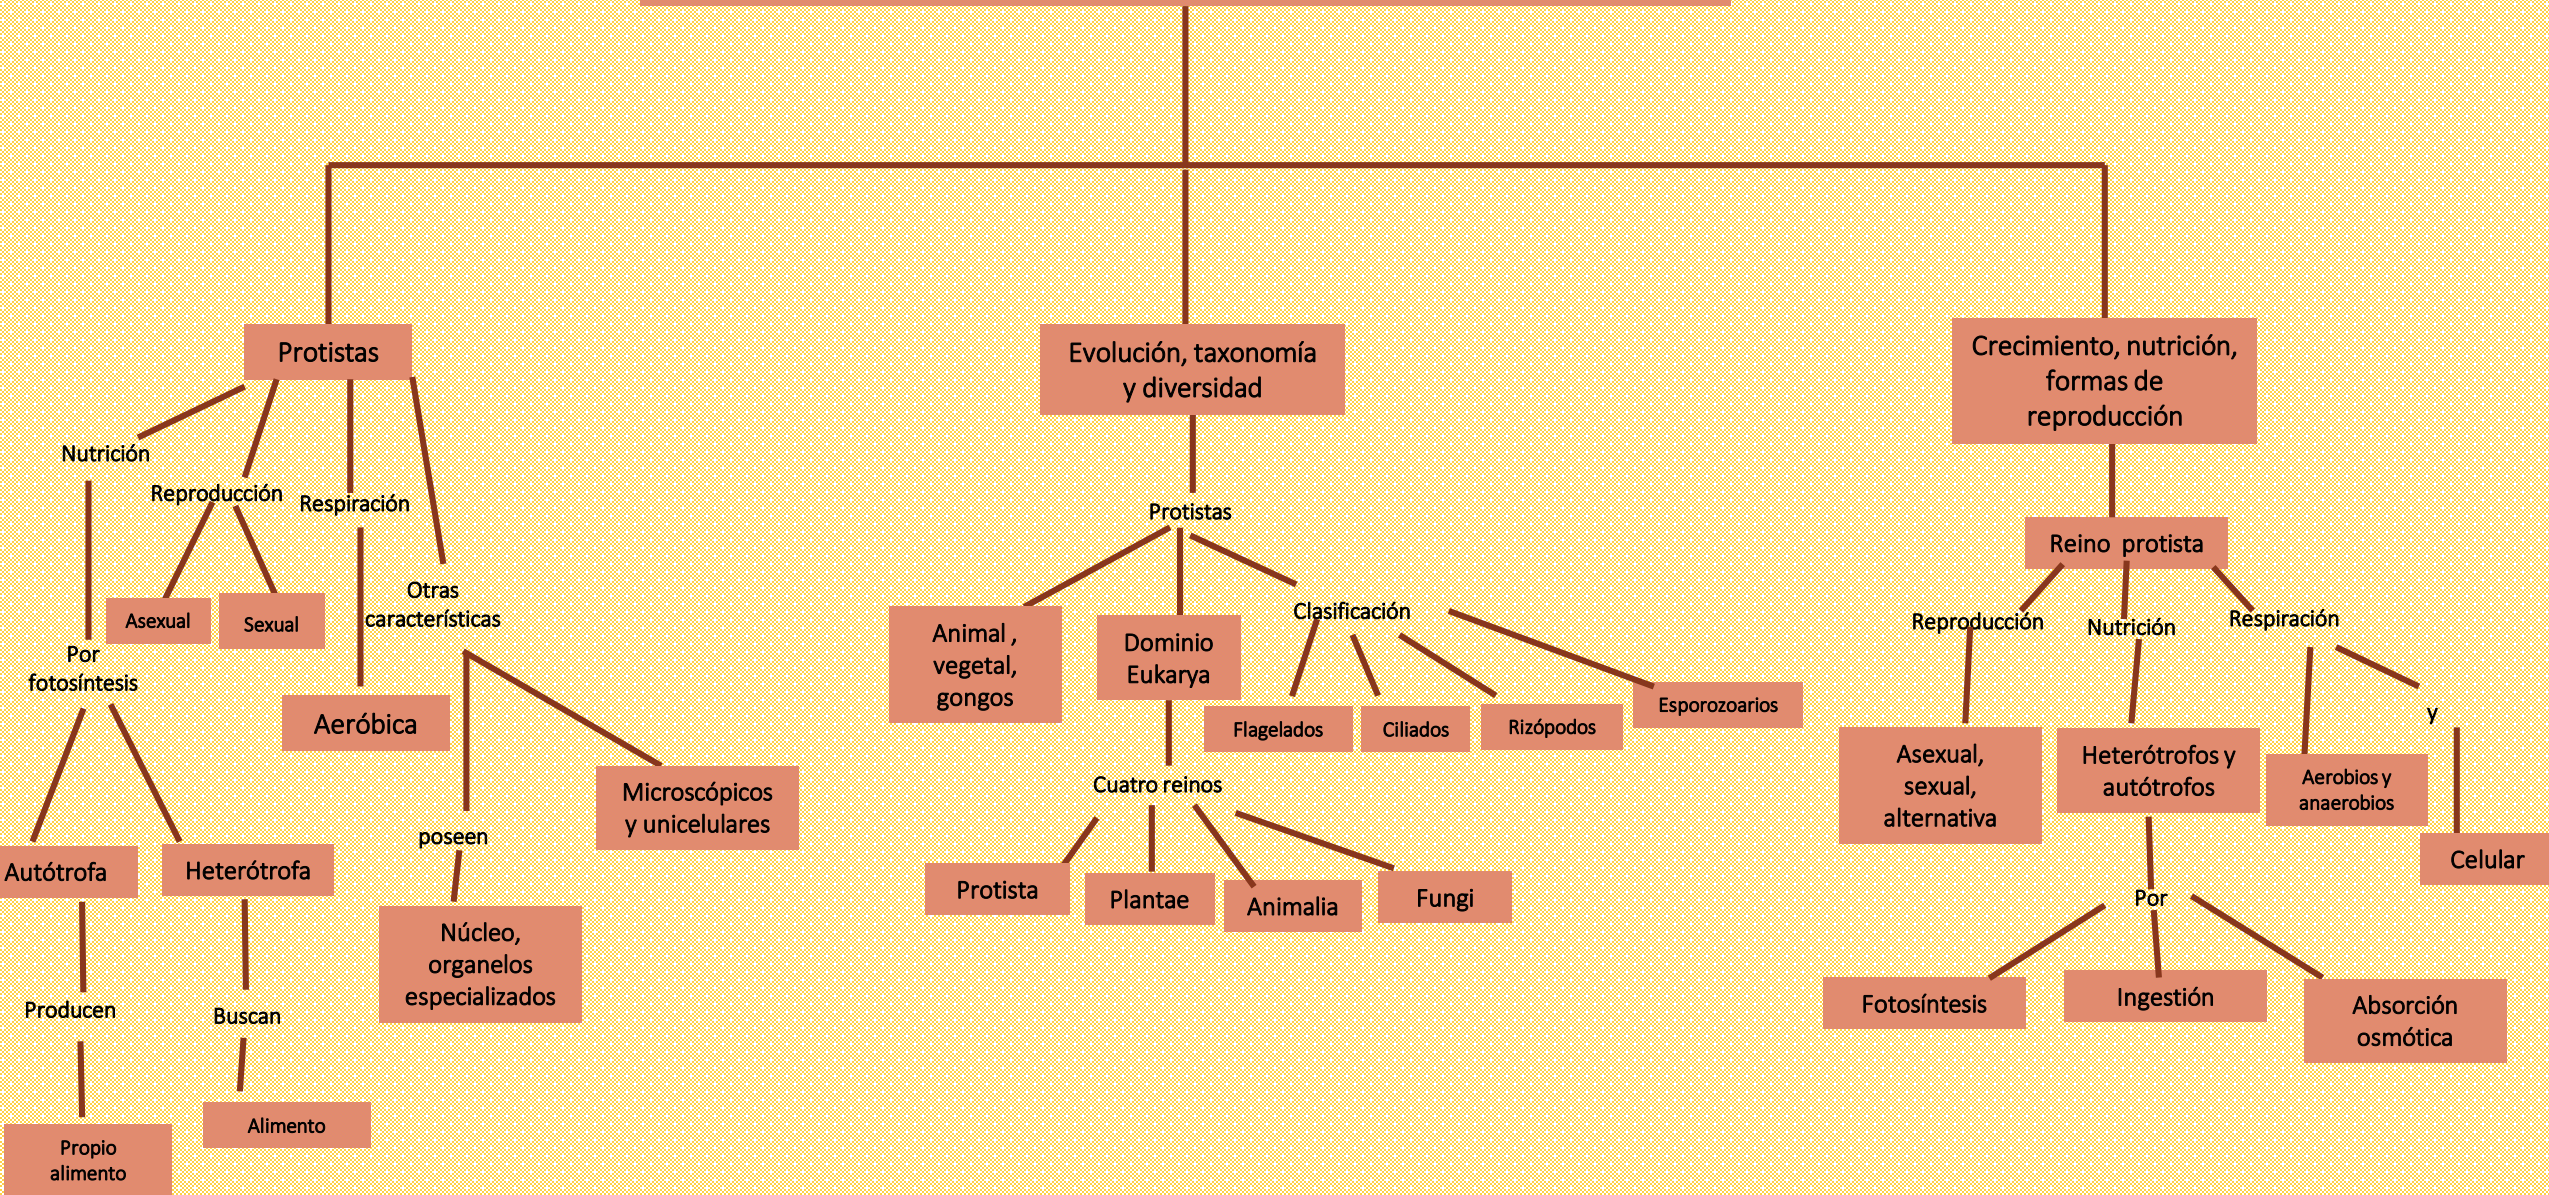 Protistas
Evolución, taxonomía
y diversidad
Crecimiento, nutrición,
formas de
reproducción
Nutrición
Reproducción
Respiración
Otras
características
Asexual
Sexual
Por
fotosíntesis
Aeróbica
Microscópicos
y unicelulares
poseen
Autótrofa
Heterótrofa
Núcleo,
organelos
especializados
Producen
Buscan
Propio
alimento
Alimento
Protistas
Animal ,
vegetal,
gongos
Dominio
Eukarya
Clasificación
Flagelados
Ciliados
Rizópodos
Esporozoarios
Cuatro reinos
Protista
Plantae
Animalia
Fungi
Reino  protista
Reproducción
Nutrición
Respiración
y
Asexual,
sexual,
alternativa
Heterótrofos y
autótrofos
Aerobios y
anaerobios
Celular
Por
Fotosíntesis
Ingestión
Absorción
osmótica